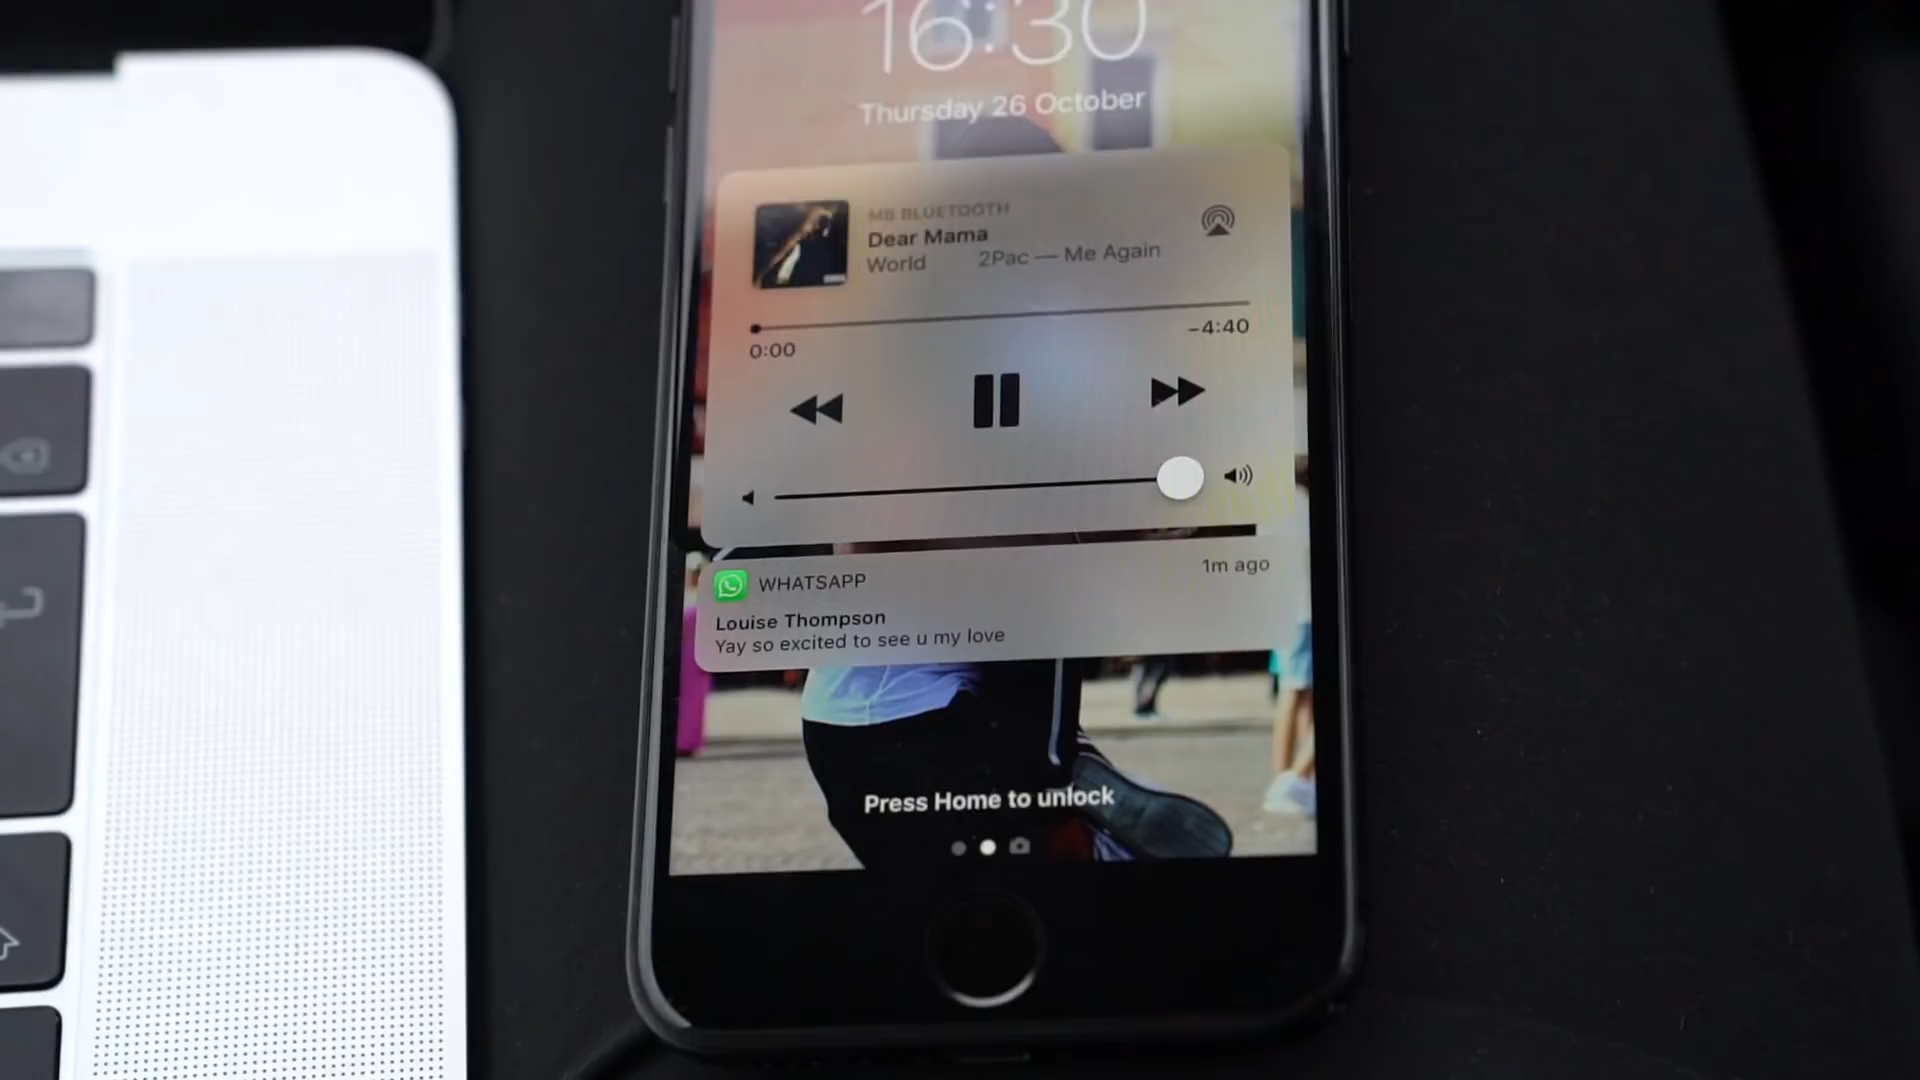 16:30
Thursday 26 October
MB BLUETOOTH
Dear Mama
World 2Pac — Me Again
0:00
-4:40
WHATSAPP
1m ago
Louise Thompson
Yay so excited to see u my love
Press Home to unlock